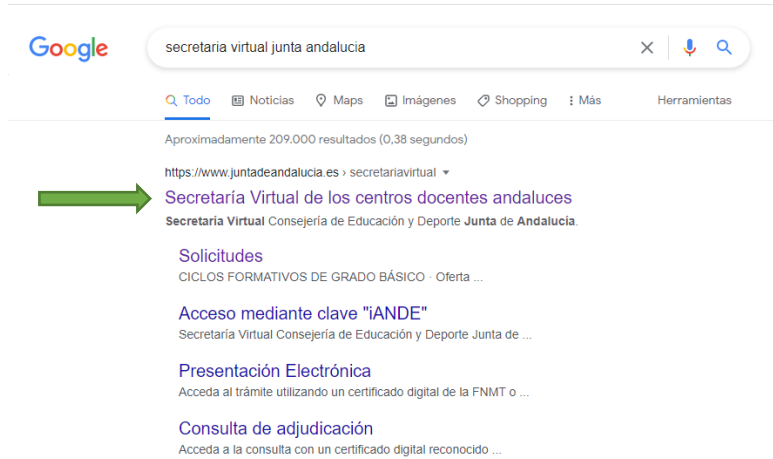 Google
secretaria virtual junta andalucia
Todo Noticias Maps Imágenes Shopping Más Herramientas
Aproximadamente 209.000 resultados (0,38 segundos)
https://www.juntadeandalucia.es › secretariavirtual
Secretaría Virtual de los centros docentes andaluces
Secretaría Virtual Consejería de Educación y Deporte Junta de Andalucía.
Solicitudes
CICLOS FORMATIVOS DE GRADO BÁSICO · Oferta ...
Acceso mediante clave "iANDE"
Secretaría Virtual Consejería de Educación y Deporte Junta de ...
Presentación Electrónica
Acceda al trámite utilizando un certificado digital de la FNMT o ...
Consulta de adjudicación
Acceda a la consulta con un certificado digital reconocido ...